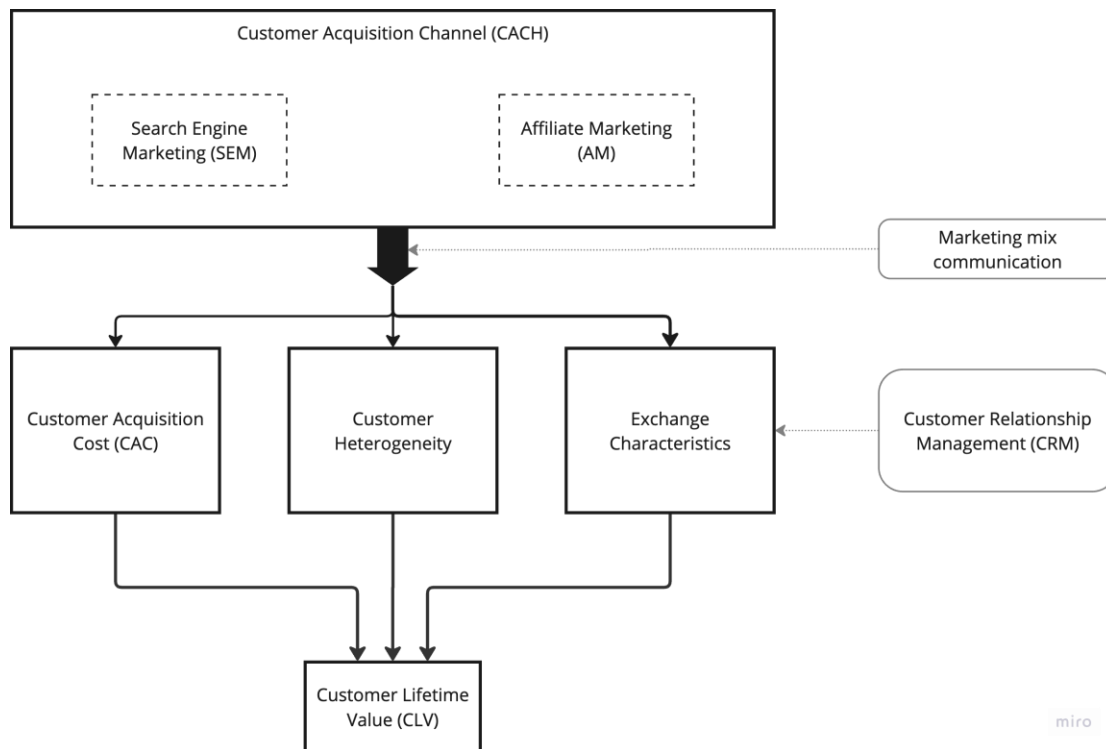 Customer Acquisition Channel (CACH)
Search Engine
Marketing (SEM)
Affiliate Marketing
(AM)
Marketing mix
communication
Customer Acquisition
Cost (CAC)
Customer
Heterogeneity
Exchange
Characteristics
Customer Relationship
Management (CRM)
Customer Lifetime
Value (CLV)
miro